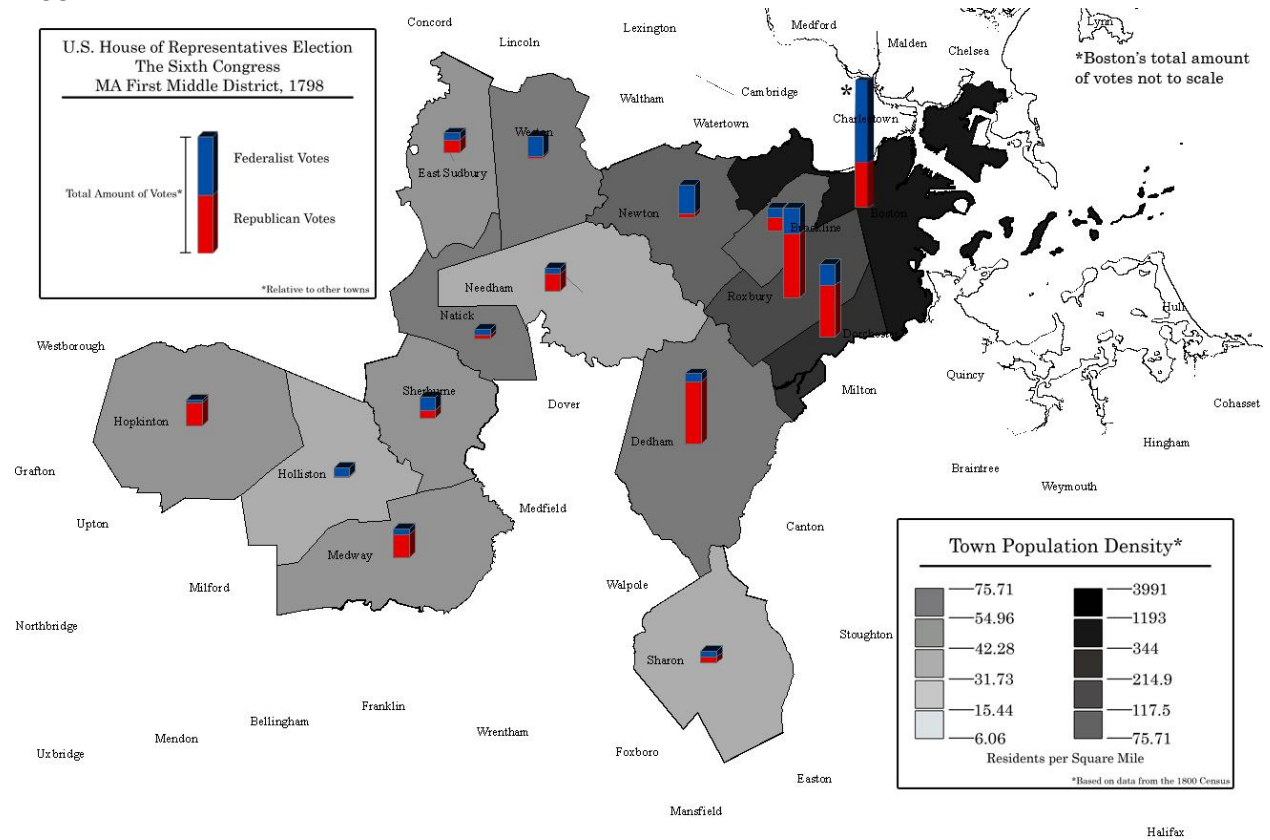 U.S. House of Representatives Election
The Sixth Congress
MA First Middle District, 1798
Federalist Votes
Total Amount of Votes*
Republican Votes
*Relative to other towns
Concord
Lincoln
Lexington
Medford
Lynn
Malden
Chelsea
*Boston's total amount
of votes not to scale
Waltham
Cambridge
*
Watertown
Charlestown
Weston
East Sudbury
Newton
Brookline
Boston
Needham
Roxbury
Natick
Dorchester
Hull
Westborough
Sherburne
Dover
Milton
Quincy
Cohasset
Hopkinton
Dedham
Hingham
Grafton
Holliston
Braintree
Weymouth
Upton
Medfield
Canton
Medway
Milford
Walpole
Northbridge
Stoughton
Sharon
Franklin
Bellingham
Wrentham
Mendon
Uxbridge
Foxboro
Easton
Mansfield
Halifax
Town Population Density*
75.71
54.96
42.28
31.73
15.44
6.06
3991
1193
344
214.9
117.5
75.71
Residents per Square Mile
*Based on data from the 1800 Census